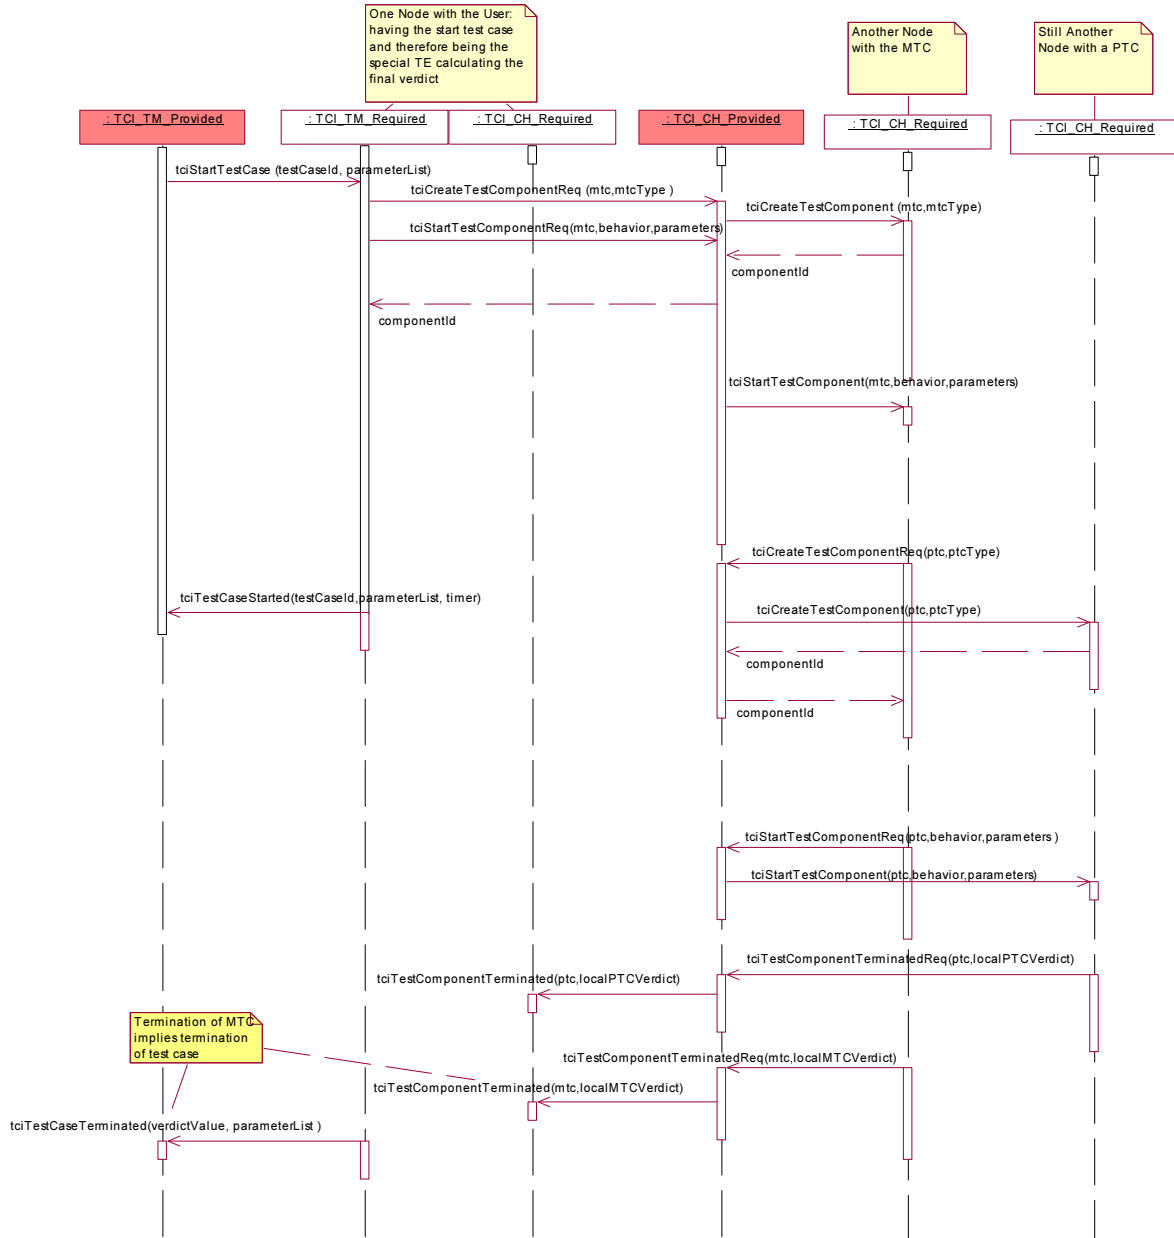 One Node with the User:
having the start test case
and therefore being the
special TE calculating the
final verdict
Another Node
with the MTC
Still Another
Node with a PTC
: TCI_TM_Provided
: TCI_TM_Required
: TCI_CH_Required
: TCI_CH_Provided
: TCI_CH_Required
: TCI_CH_Required
tciStartTestCase (testCaseId, parameterList)
tciCreateTestComponentReq (mtc,mtcType )
tciCreateTestComponent (mtc,mtcType)
tciStartTestComponentReq(mtc,behavior,parameters)
componentId
componentId
tciStartTestComponent(mtc,behavior,parameters)
tciCreateTestComponentReq(ptc,ptcType)
tciTestCaseStarted(testCaseId,parameterList, timer)
tciCreateTestComponent(ptc,ptcType)
componentId
componentId
tciStartTestComponentReq(ptc,behavior,parameters )
tciStartTestComponent(ptc,behavior,parameters)
tciTestComponentTerminatedReq(ptc,localPTCVerdict)
tciTestComponentTerminated(ptc,localPTCVerdict)
Termination of MTC
implies termination
of test case
tciTestComponentTerminatedReq(mtc,localMTCVerdict)
tciTestComponentTerminated(mtc,localMTCVerdict)
tciTestCaseTerminated(verdictValue, parameterList )